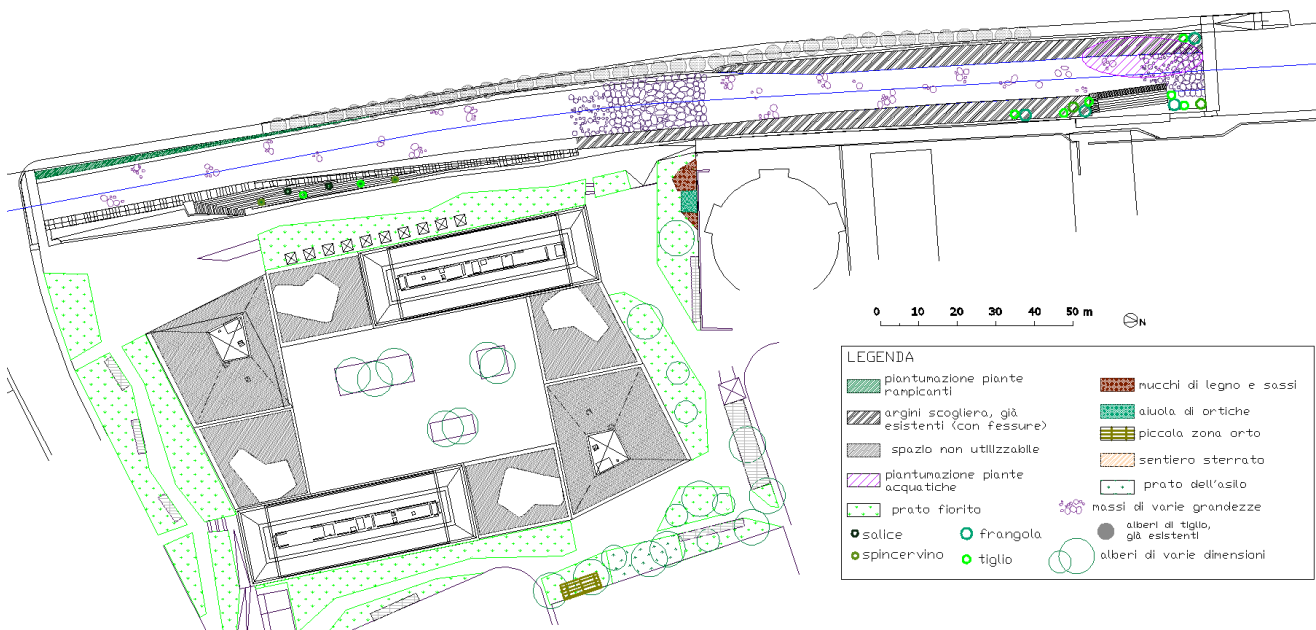 0 10 20 30 40 50 m
N
LEGENDA
piantumazione piante
rampicanti
argini scogliera, già
esistenti (con fessure)
spazio non utilizzabile
piantumazione piante
acquatiche
prato fiorito
salice
frangola
spincervino
tiglio
mucchi di legno e sassi
aiuola di ortiche
piccola zona orto
sentiero sterrato
prato dell'asilo
massi di varie grandezze
alberi di tiglio,
già esistenti
alberi di varie dimensioni